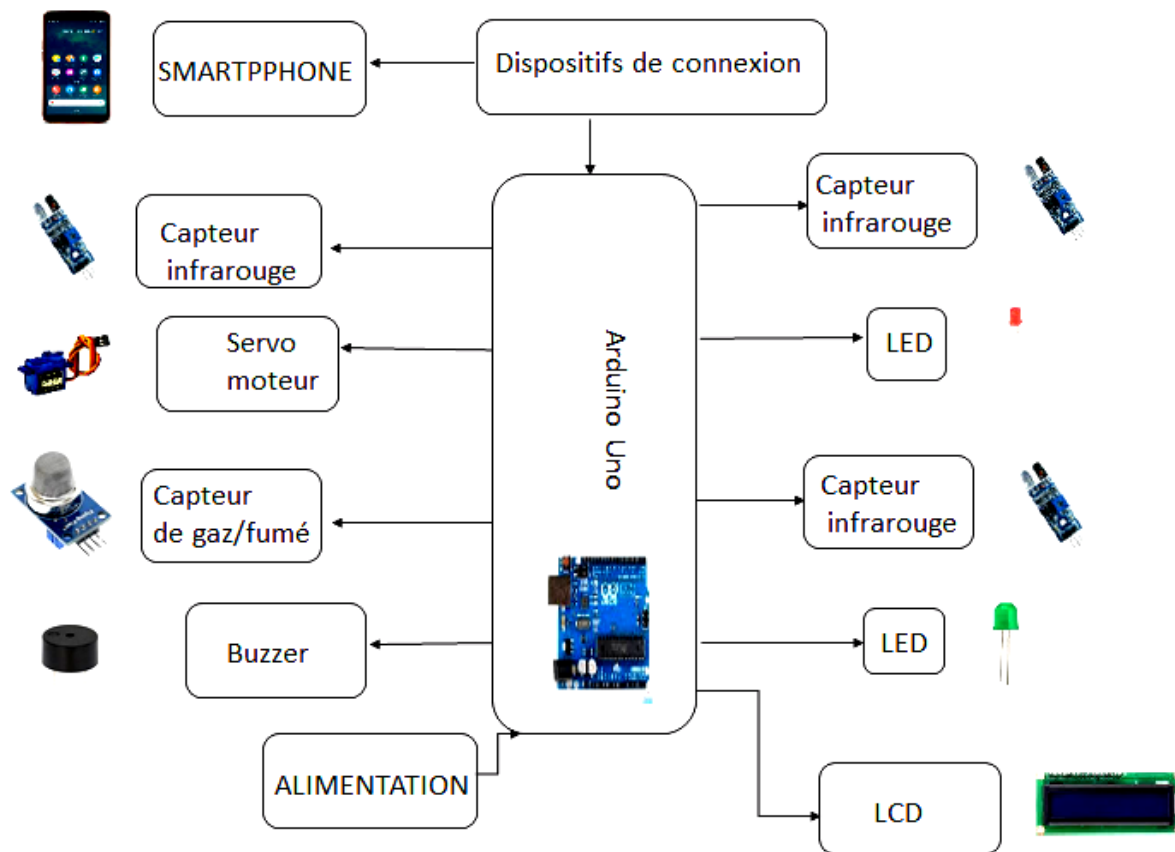 SMARTPPHONE
Dispositifs de connexion
Capteur
infrarouge
Capteur
infrarouge
Servo
moteur
LED
Arduino Uno
Capteur
de gaz/fumé
Capteur
infrarouge
Buzzer
LED
ALIMENTATION
LCD